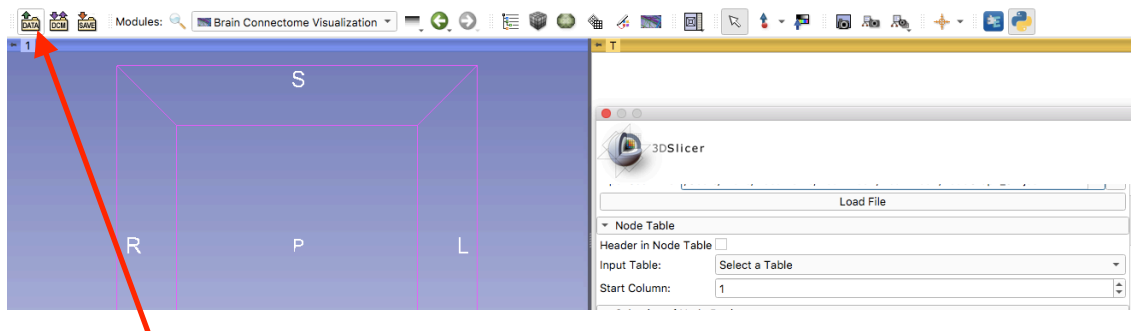 DATA DCM SAVE Modules: Brain Connectome Visualization
1
T
S
3DSlicer
Load File
Node Table
R P L
Header in Node Table
Input Table: Select a Table
Start Column: 1